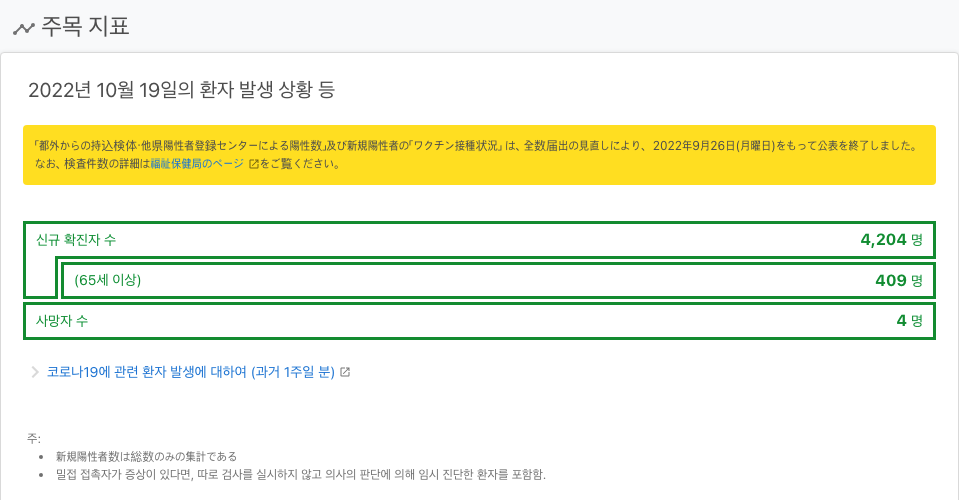 주목 지표
2022년 10월 19일의 환자 발생 상황 등
「都外からの持込検体·他県陽性者登録センターによる陽性数」及び新規陽性者の「ワクチン接種状況」は、全数届出の見直しにより、2022年9月26日(月曜日)をもって公表を終了しました。
なお、検査件数の詳細は福祉保健局のページ をご覧ください。
신규 확진자 수 4,204 명
(65세 이상) 409 명
사망자 수 4 명
코로나19에 관련 환자 발생에 대하여 (과거 1주일 분)
주:
• 新規陽性者数は総数のみの集計である
• 밀접 접촉자가 증상이 있다면, 따로 검사를 실시하지 않고 의사의 판단에 의해 임시 진단한 환자를 포함함.